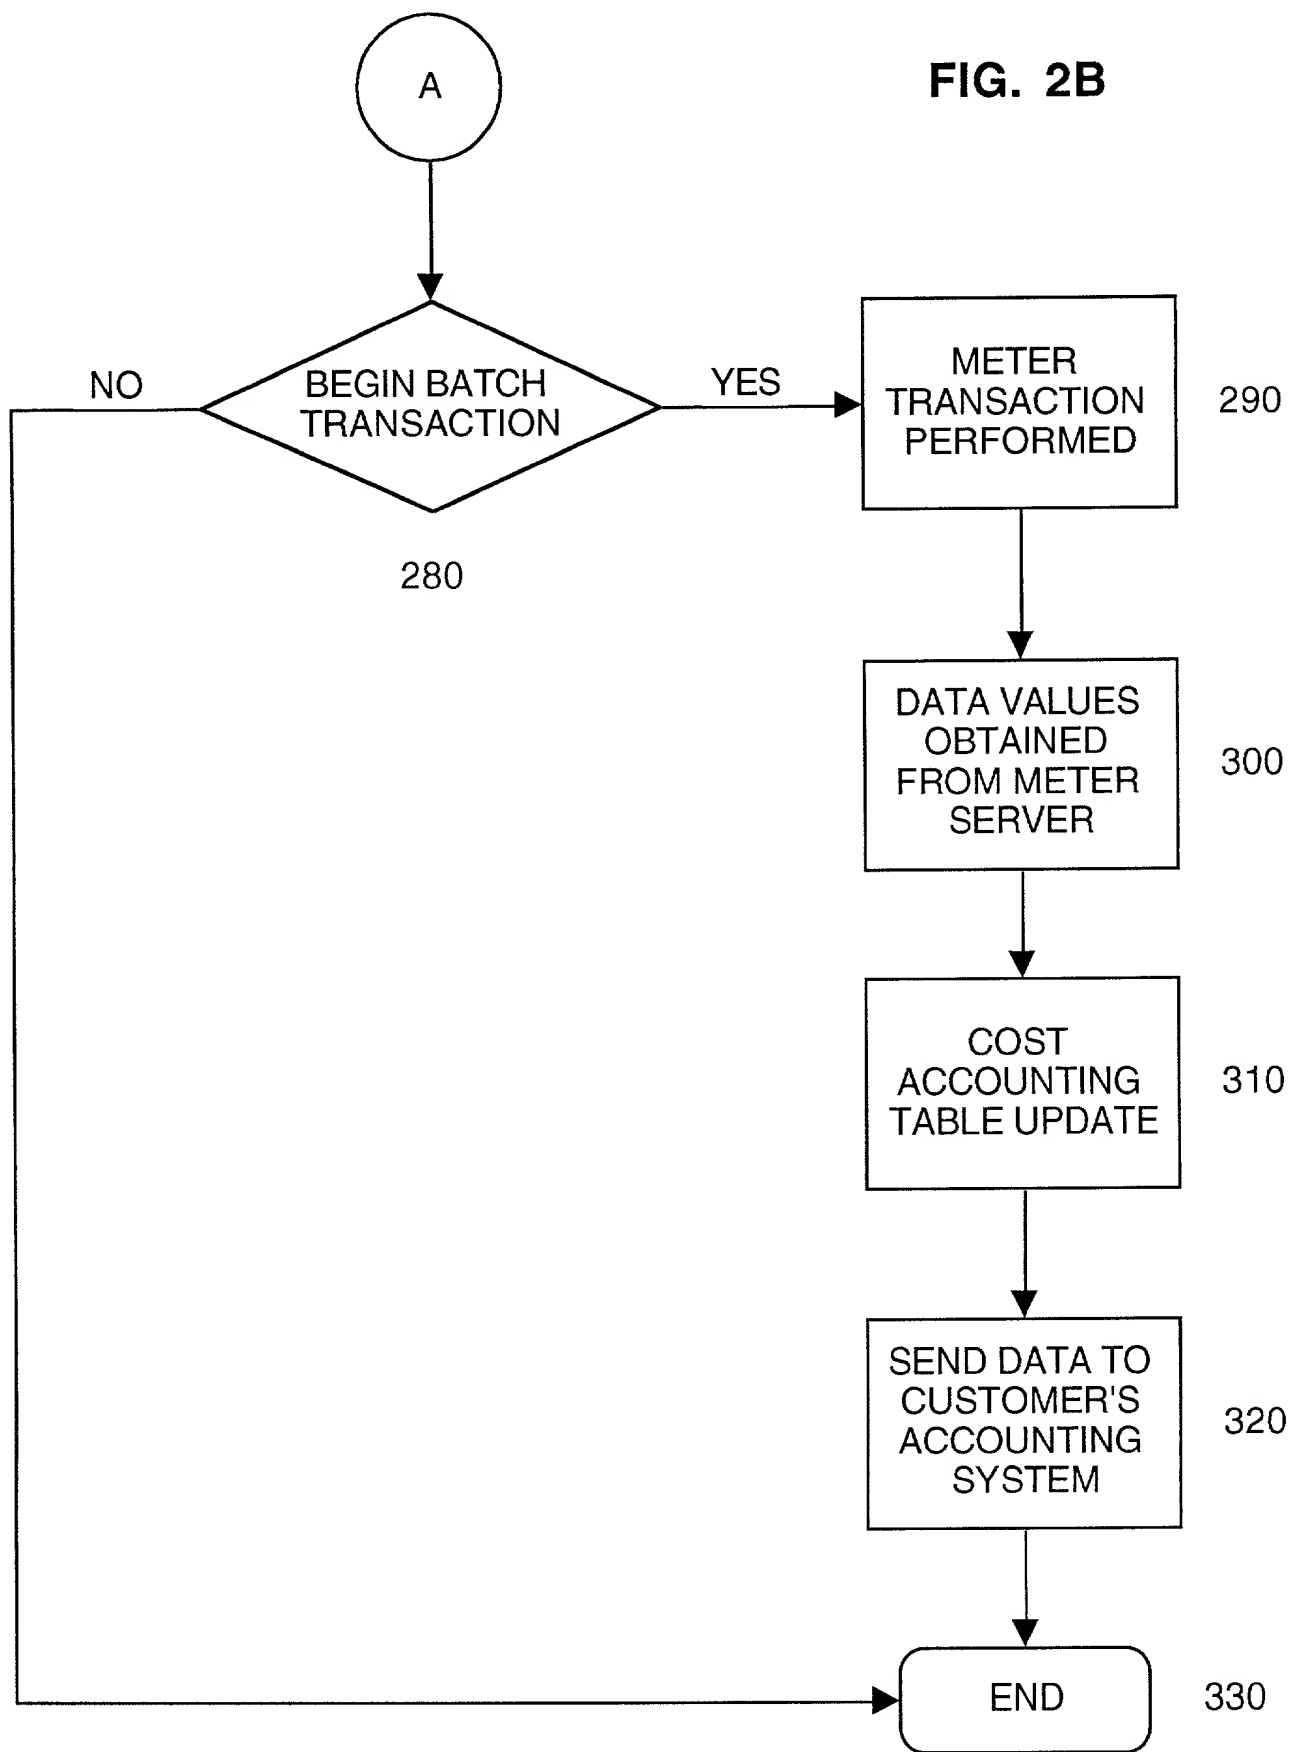 A
FIG. 2B
NO
BEGIN BATCH
TRANSACTION
YES
280
METER
TRANSACTION
PERFORMED
290
DATA VALUES
OBTAINED
FROM METER
SERVER
300
COST
ACCOUNTING
TABLE UPDATE
310
SEND DATA TO
CUSTOMER'S
ACCOUNTING
SYSTEM
320
END
330